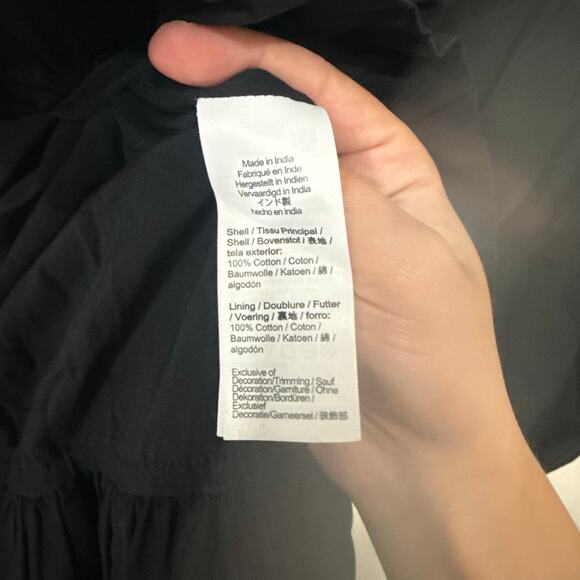 Made in India
Fabriqué en Inde
Hergestellt in Indien
Vervaardigd in India
インド製
hecho en india
Shell / Tissu Principal /
Shell / Bovenstof / 表地 /
tela exterior:
100% Cotton / Coton /
Baumwolle / Katoen / 綿 /
algodón
Lining / Doublure / Futter
/ Voering / 裏地 / forro:
100% Cotton / Coton /
Baumwolle / Katoen / 綿 /
algodón
Exclusive of
Decoration/Trimming / Sauf
Décoration/Garniture / Ohne
Dekoration/Bordüren /
Exclusief
Decoratie/Garneersel / 装飾部